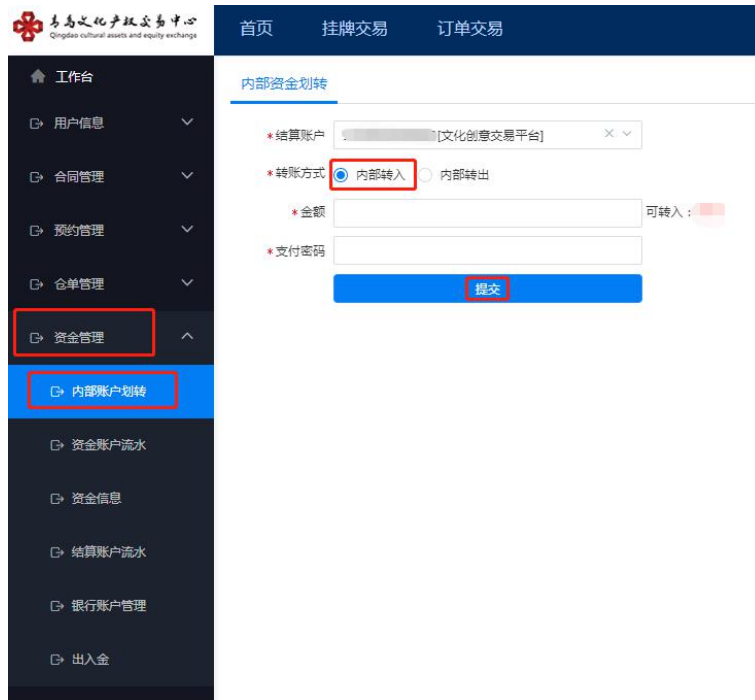 青岛文化产权交易中心
Qingdao cultural assets and equity exchange
首页 挂牌交易 订单交易
工作台
用户信息
合同管理
预约管理
仓单管理
资金管理
内部账户划转
资金账户流水
资金信息
结算账户流水
银行账户管理
出入金
内部资金划转
*结算账户 [文化创意交易平台]
*转账方式 内部转入 内部转出
*金额 可转入：
*支付密码
提交